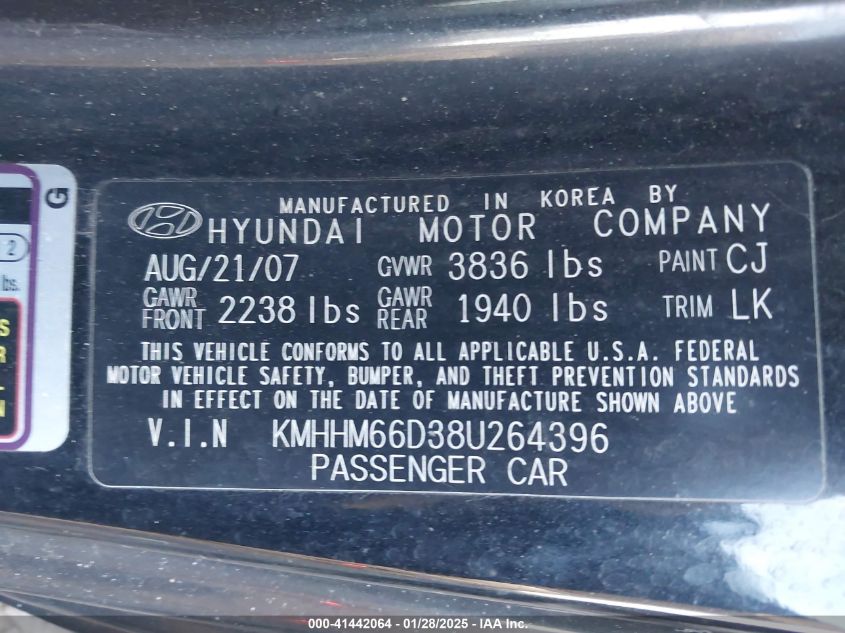 G
2
lbs.
S
R
L
N
MANUFACTURED IN KOREA BY
HYUNDAI MOTOR COMPANY
AUG/21/07 GVWR 3836 lbs PAINT CJ
GAWR FRONT 2238 lbs GAWR REAR 1940 lbs TRIM LK
THIS VEHICLE CONFORMS TO ALL APPLICABLE U.S.A. FEDERAL
MOTOR VEHICLE SAFETY, BUMPER, AND THEFT PREVENTION STANDARDS
IN EFFECT ON THE DATE OF MANUFACTURE SHOWN ABOVE
V.I.N KMHHM66D38U264396
PASSENGER CAR
000-41442064 | 01/28/2025 | IAA Inc.